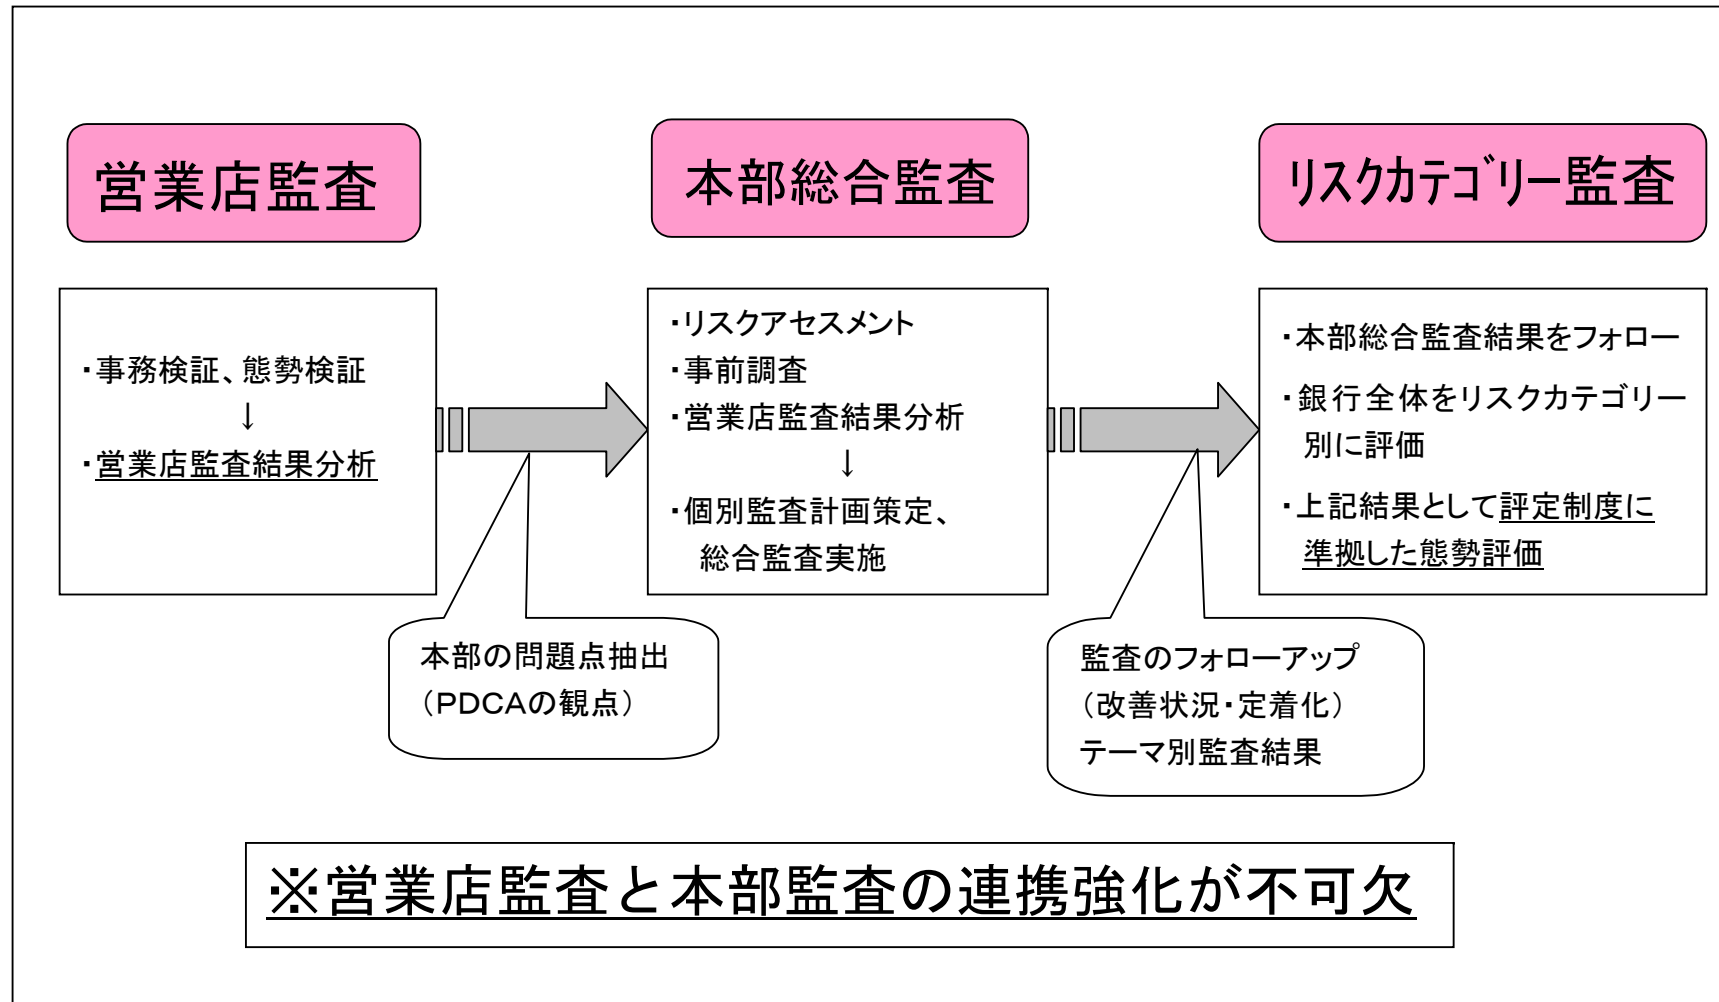 営業店監査
本部総合監査
ﾘｽｸｶﾃｺﾞﾘｰ監査
・事務検証、態勢検証
↓
・営業店監査結果分析
・リスクアセスメント
・事前調査
・営業店監査結果分析
↓
・個別監査計画策定、
総合監査実施
・本部総合監査結果をフォロー
・銀行全体をリスクカテゴリー
別に評価
・上記結果として評定制度に
準拠した態勢評価
本部の問題点抽出
（PDCAの観点）
監査のフォローアップ
（改善状況・定着化）
テーマ別監査結果
※営業店監査と本部監査の連携強化が不可欠